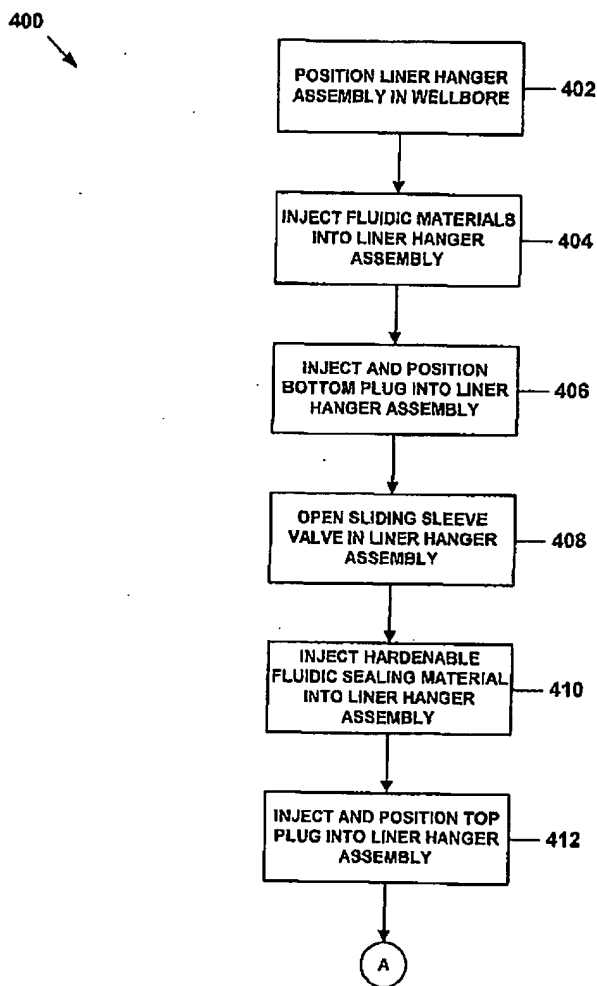 400
POSITION LINER HANGER
ASSEMBLY IN WELLBORE
402
INJECT FLUIDIC MATERIALS
INTO LINER HANGER
ASSEMBLY
404
INJECT AND POSITION
BOTTOM PLUG INTO LINER
HANGER ASSEMBLY
406
OPEN SLIDING SLEEVE
VALVE IN LINER HANGER
ASSEMBLY
408
INJECT HARDENABLE
FLUIDIC SEALING MATERIAL
INTO LINER HANGER
ASSEMBLY
410
INJECT AND POSITION TOP
PLUG INTO LINER HANGER
ASSEMBLY
412
A